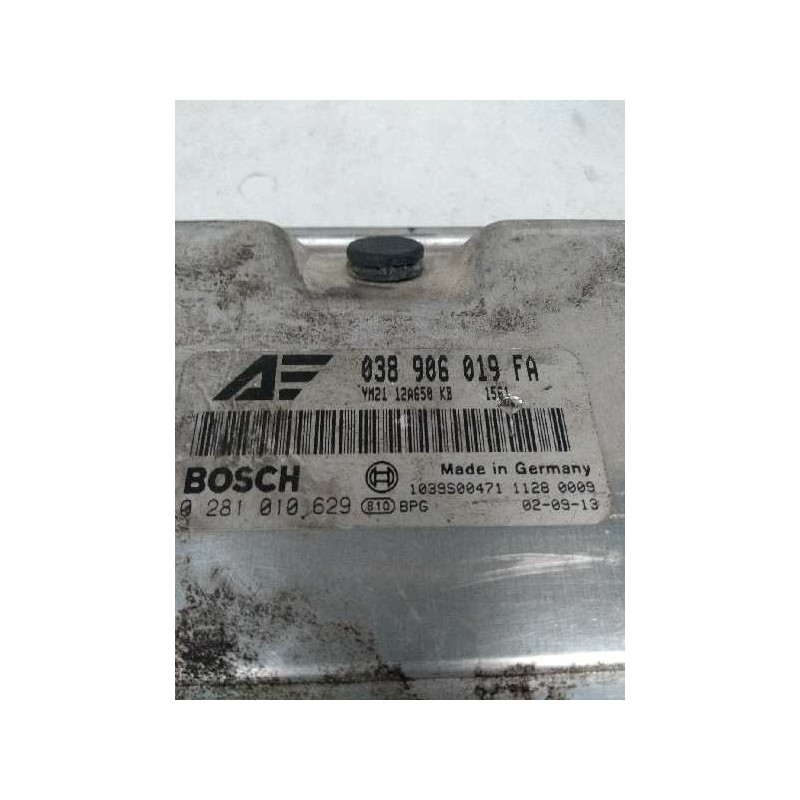 AE 038 906 019 FA
YM21 12A650 KB 1561
BOSCH Made in Germany
1039S00471 1128 0009
0 281 010 629 810 BPG 02-09-13